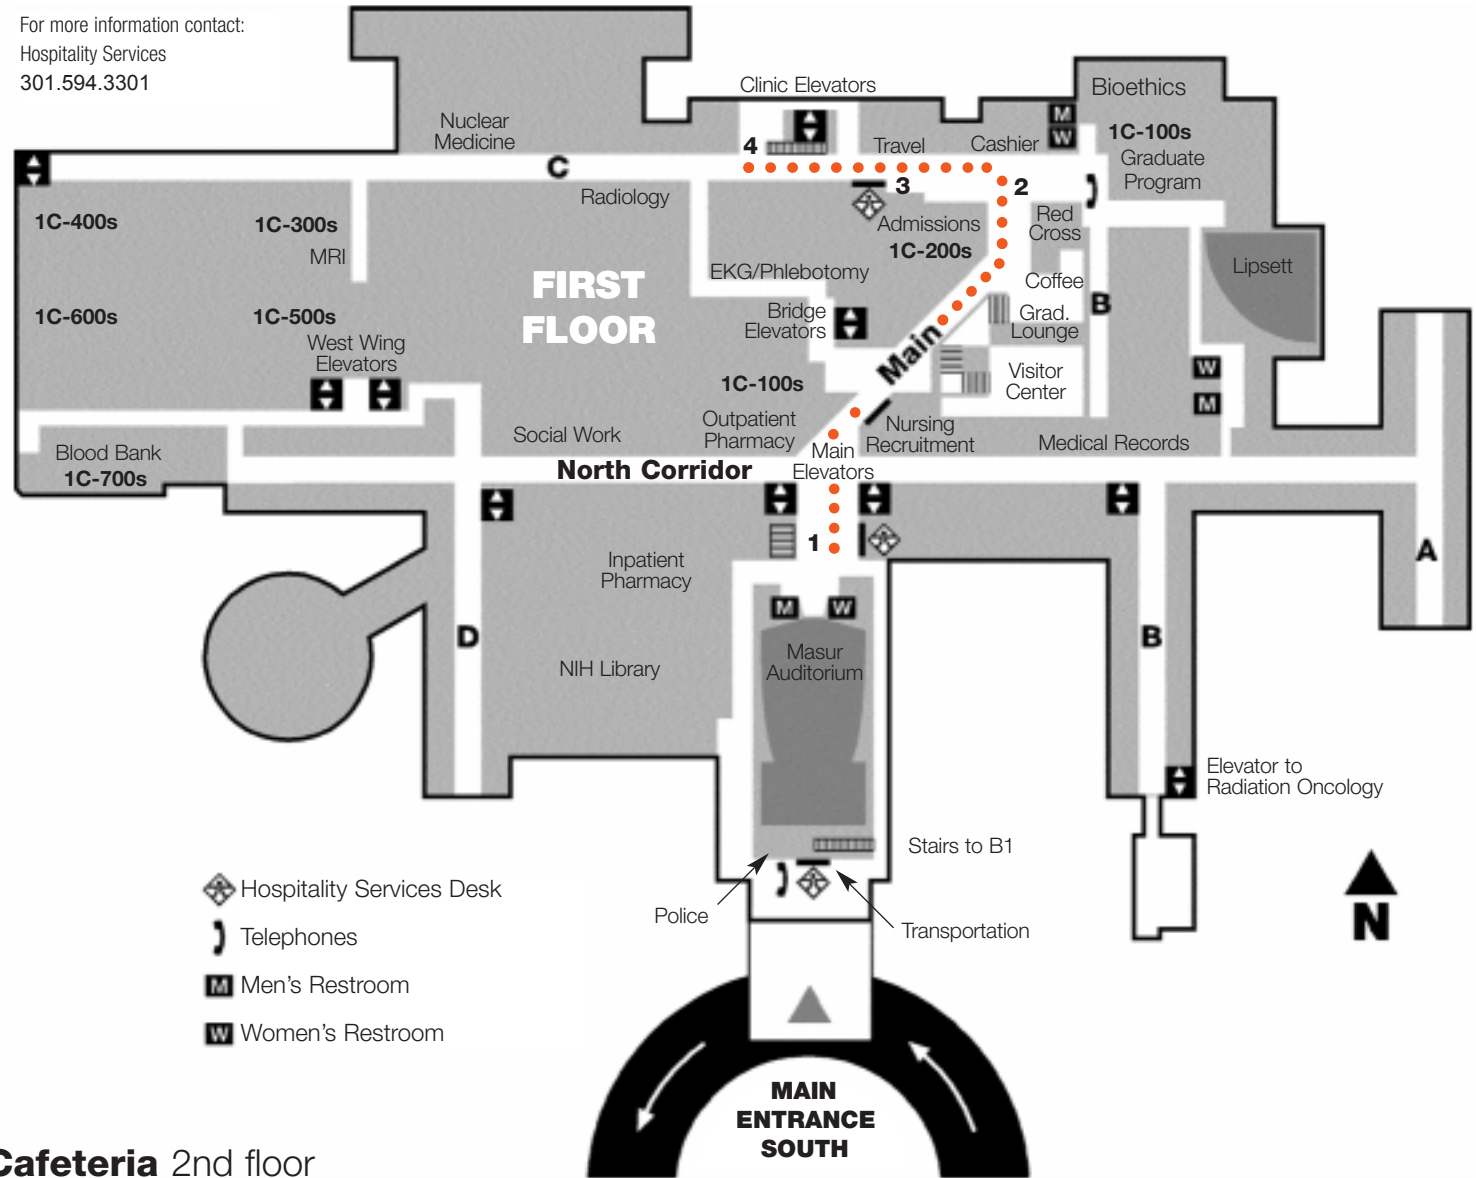 For more information contact:
Hospitality Services
301.594.3301
Clinic Elevators
Bioethics
Nuclear
Medicine
M
W
1C-100s
Graduate
Program
4
Travel
Cashier
C
3
2
Radiology
1C-400s
1C-300s
MRI
Admissions
1C-200s
Red
Cross
EKG/Phlebotomy
FIRST
FLOOR
Coffee
Lipsett
B
1C-600s
1C-500s
Bridge
Elevators
Grad.
Lounge
West Wing
Elevators
Main
Visitor
Center
W
M
1C-100s
Outpatient
Pharmacy
Nursing
Recruitment
Medical Records
Social Work
Main
Elevators
Blood Bank
1C-700s
North Corridor
1
A
Inpatient
Pharmacy
M
W
D
B
Masur
Auditorium
NIH Library
Elevator to
Radiation Oncology
Stairs to B1
Hospitality Services Desk
Police
Transportation
N
Telephones
M Men's Restroom
W Women's Restroom
MAIN
ENTRANCE
SOUTH
Cafeteria 2nd floor